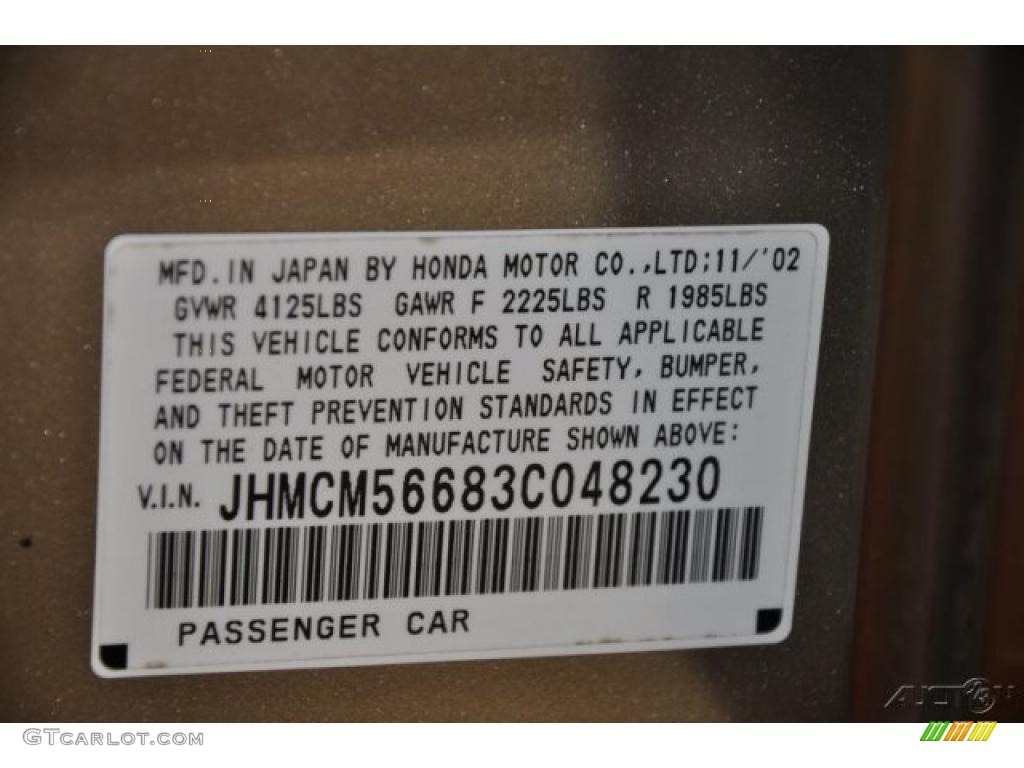 MFD.IN JAPAN BY HONDA MOTOR CO.,LTD;11/'02
GVWR 4125LBS GAWR F 2225LBS R 1985LBS
THIS VEHICLE CONFORMS TO ALL APPLICABLE
FEDERAL MOTOR VEHICLE SAFETY, BUMPER,
AND THEFT PREVENTION STANDARDS IN EFFECT
ON THE DATE OF MANUFACTURE SHOWN ABOVE:
V.I.N. JHMCM56683C048230
PASSENGER CAR
GTCARLOT.COM